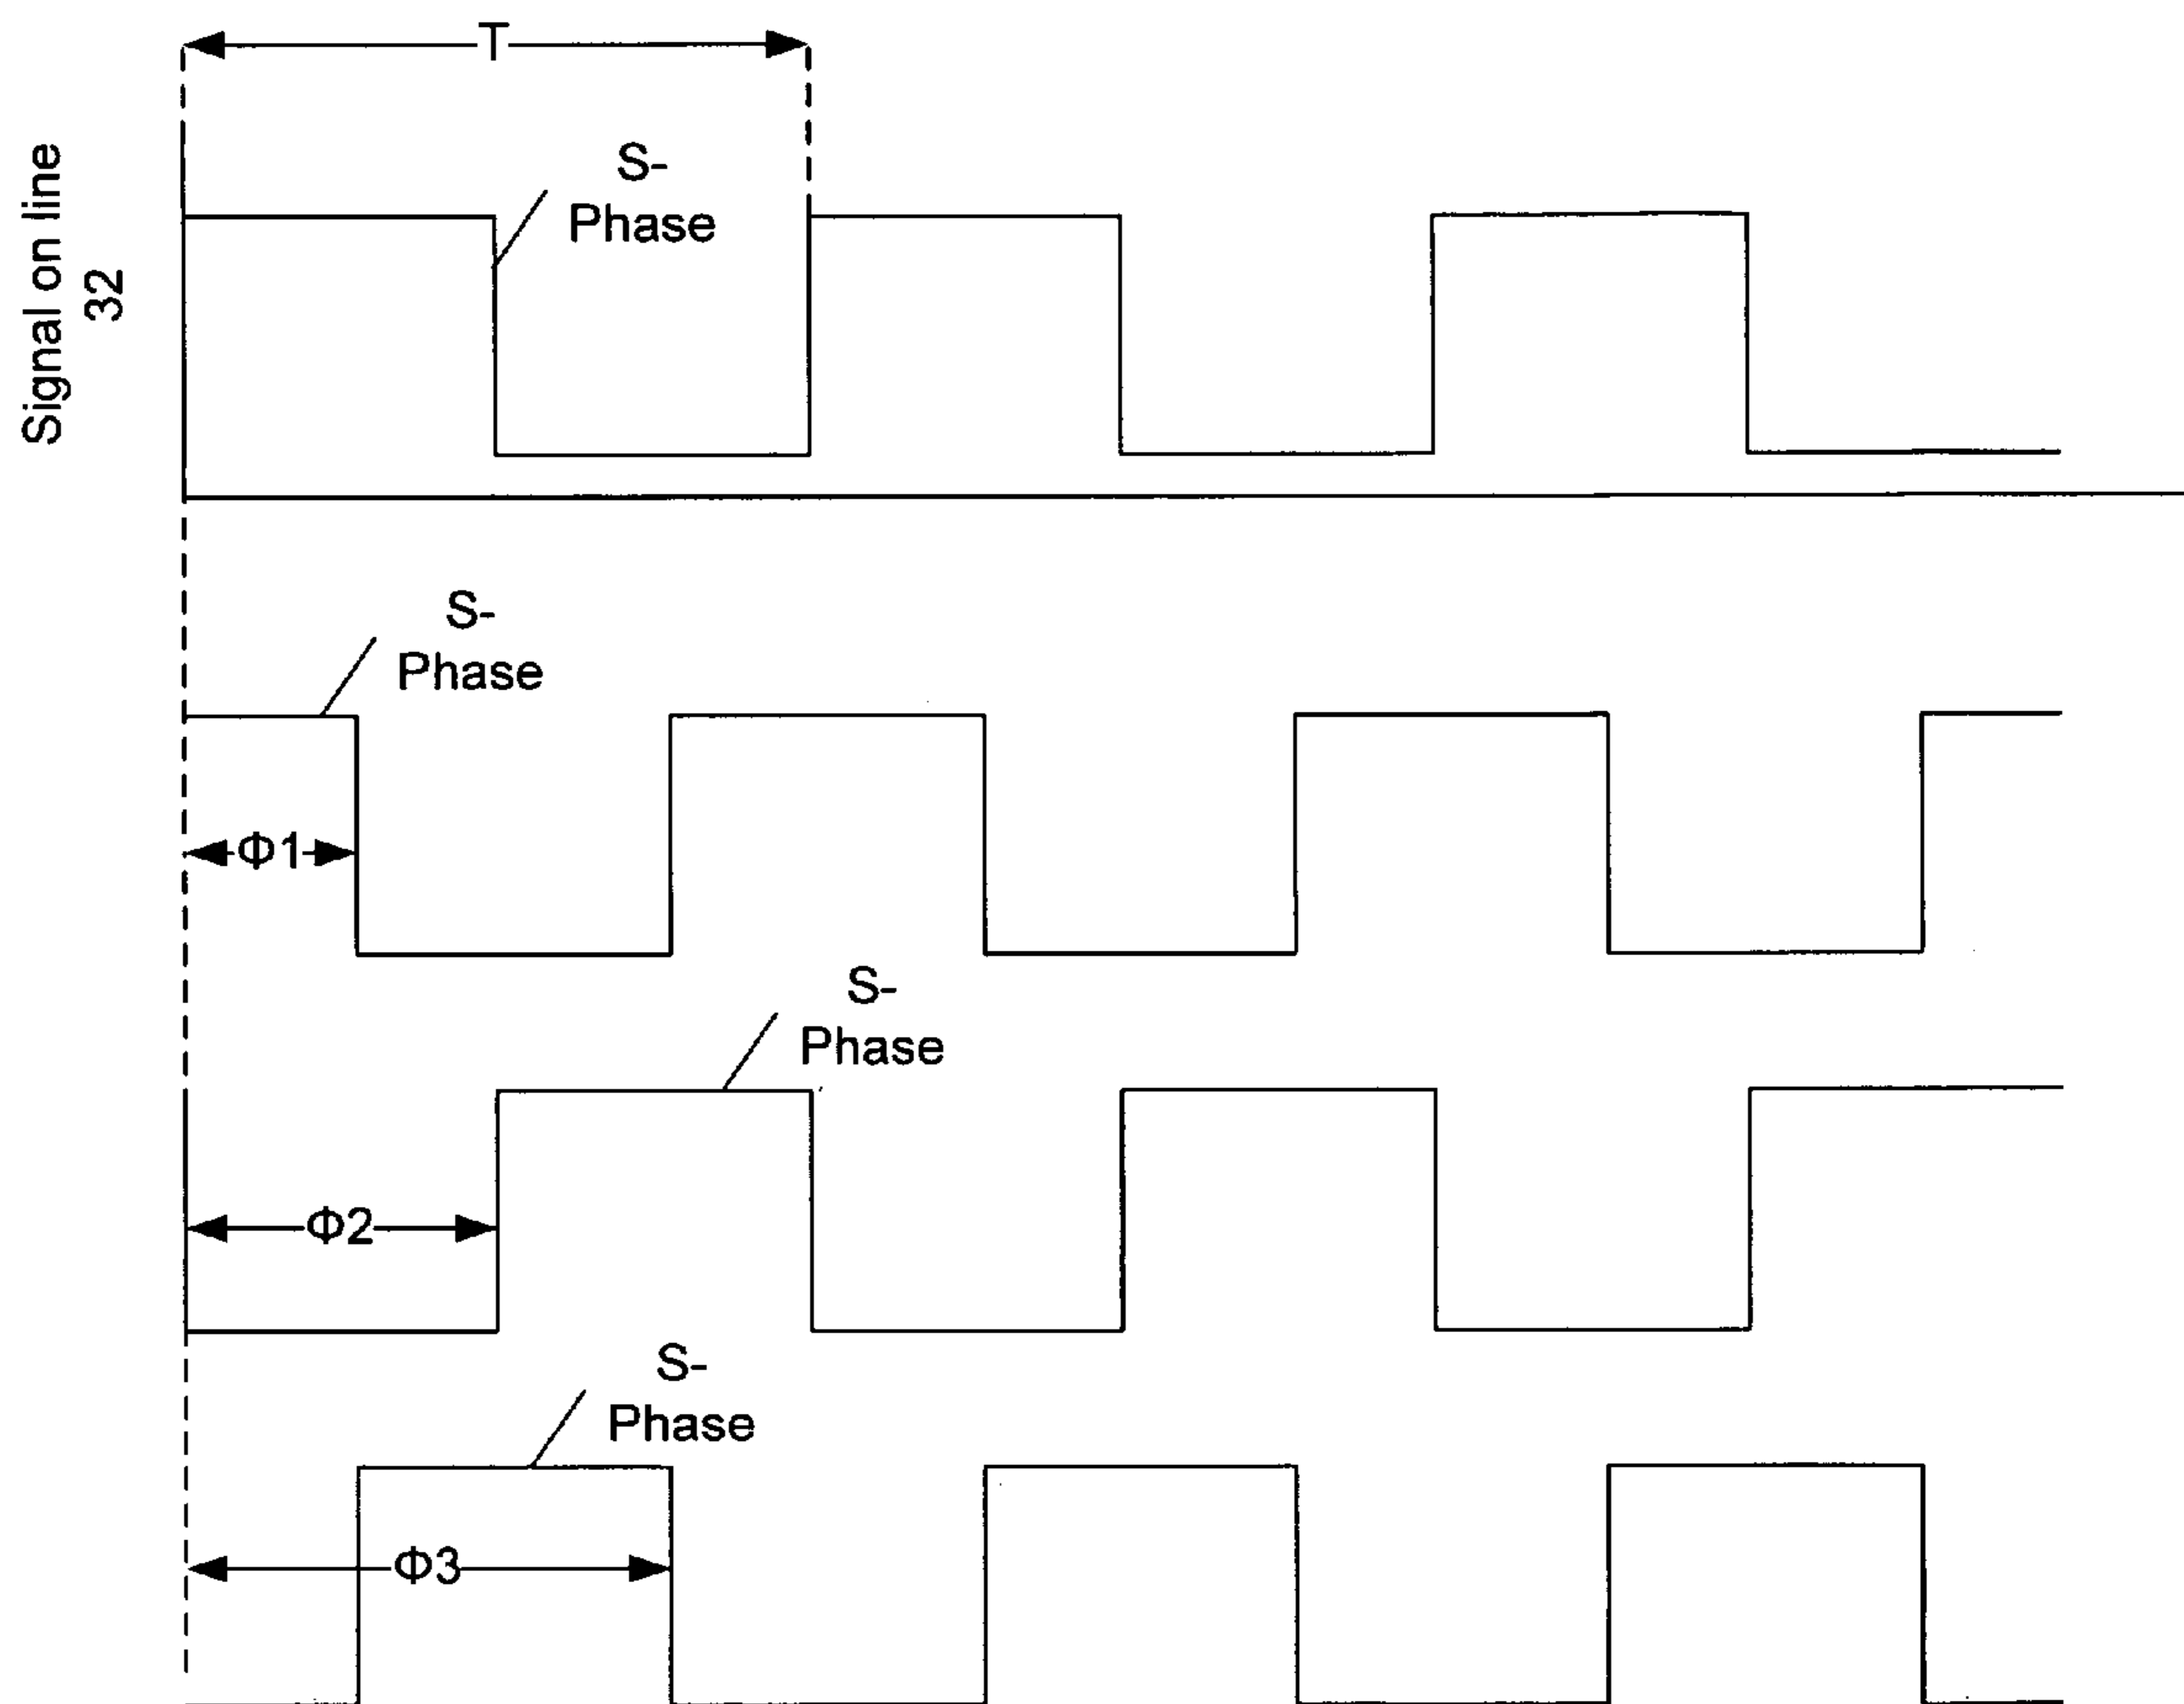 T
Signal on line
32
S-
Phase
S-
Phase
Φ1
S-
Phase
Φ2
S-
Phase
Φ3